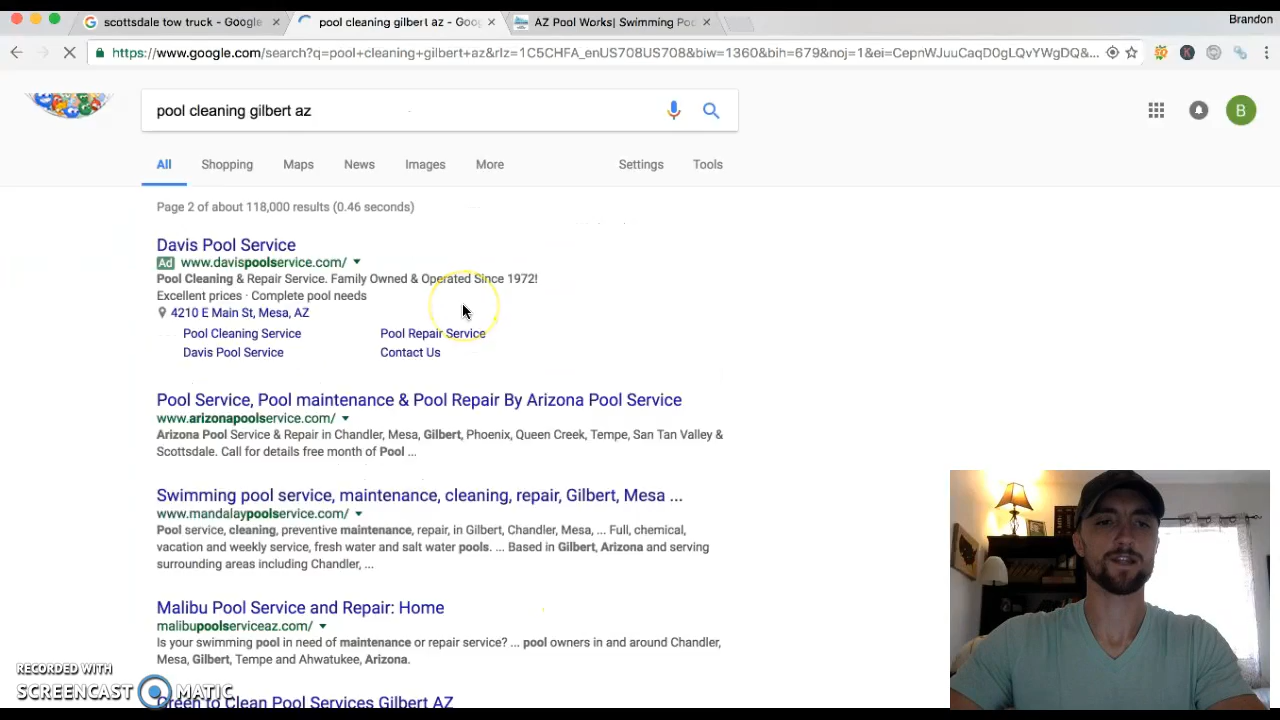 scottsdale tow truck - Google
pool cleaning gilbert az - Goo
AZ Pool Works| Swimming Poo
Brandon
https://www.google.com/search?q=pool+cleaning+gilbert+az&rlz=1C5CHFA_enUS708US708&biw=1360&bih=679&noj=1&ei=CepnWJuuCaqD0gLQvYWgDQ&...
pool cleaning gilbert az
B
All Shopping Maps News Images More Settings Tools
Page 2 of about 118,000 results (0.46 seconds)
Davis Pool Service
Ad www.davispoolservice.com/
Pool Cleaning & Repair Service. Family Owned & Operated Since 1972!
Excellent prices · Complete pool needs
4210 E Main St, Mesa, AZ
Pool Cleaning Service Pool Repair Service
Davis Pool Service Contact Us
Pool Service, Pool maintenance & Pool Repair By Arizona Pool Service
www.arizonapoolservice.com/
Arizona Pool Service & Repair in Chandler, Mesa, Gilbert, Phoenix, Queen Creek, Tempe, San Tan Valley &
Scottsdale. Call for details free month of Pool ...
Swimming pool service, maintenance, cleaning, repair, Gilbert, Mesa ...
www.mandalaypoolservice.com/
Pool service, cleaning, preventive maintenance, repair, in Gilbert, Chandler, Mesa, ... Full, chemical,
vacation and weekly service, fresh water and salt water pools. ... Based in Gilbert, Arizona and serving
surrounding areas including Chandler, ...
Malibu Pool Service and Repair: Home
malibupoolserviceaz.com/
Is your swimming pool in need of maintenance or repair service? ... pool owners in and around Chandler,
Mesa, Gilbert, Tempe and Ahwatukee, Arizona.
Green to Clean Pool Services Gilbert AZ
RECORDED WITH
SCREENCAST MATIC